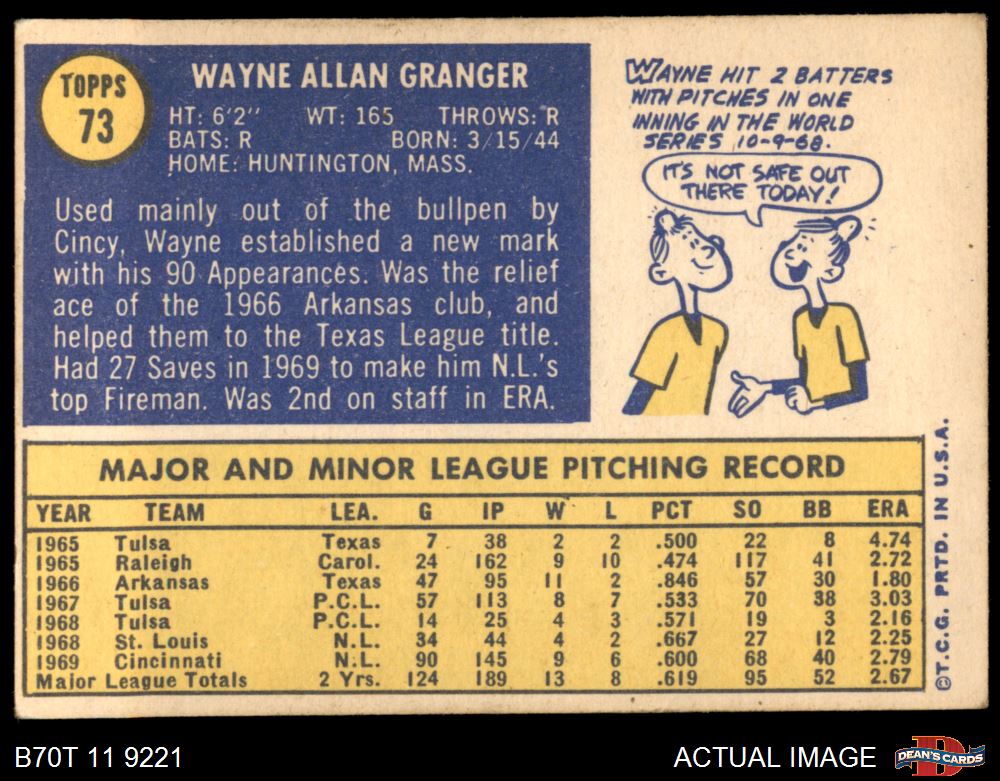 TOPPS
73
WAYNE ALLAN GRANGER
HT: 6'2" WT: 165 THROWS: R
BATS: R BORN: 3/15/44
HOME: HUNTINGTON, MASS.
Used mainly out of the bullpen by
Cincy, Wayne established a new mark
with his 90 Appearances. Was the relief
ace of the 1966 Arkansas club, and
helped them to the Texas League title.
Had 27 Saves in 1969 to make him N.L.'s
top Fireman. Was 2nd on staff in ERA.
WAYNE HIT 2 BATTERS
WITH PITCHES IN ONE
INNING IN THE WORLD
SERIES 10-9-68.
IT'S NOT SAFE OUT
THERE TODAY!
MAJOR AND MINOR LEAGUE PITCHING RECORD
YEAR TEAM LEA. G IP W L PCT SO BB ERA
1965 Tulsa Texas 7 38 2 2 .500 22 8 4.74
1965 Raleigh Carol. 24 162 9 10 .474 117 41 2.72
1966 Arkansas Texas 47 95 11 2 .846 57 30 1.80
1967 Tulsa P.C.L. 57 113 8 7 .533 70 38 3.03
1968 Tulsa P.C.L. 14 25 4 3 .571 19 3 2.16
1968 St. Louis N.L. 34 44 4 2 .667 27 12 2.25
1969 Cincinnati N.L. 90 145 9 6 .600 68 40 2.79
Major League Totals 2 Yrs. 124 189 13 8 .619 95 52 2.67
©T.C.G. PRTD. IN U.S.A.
B70T 11 9221
ACTUAL IMAGE
DEAN'S CARDS